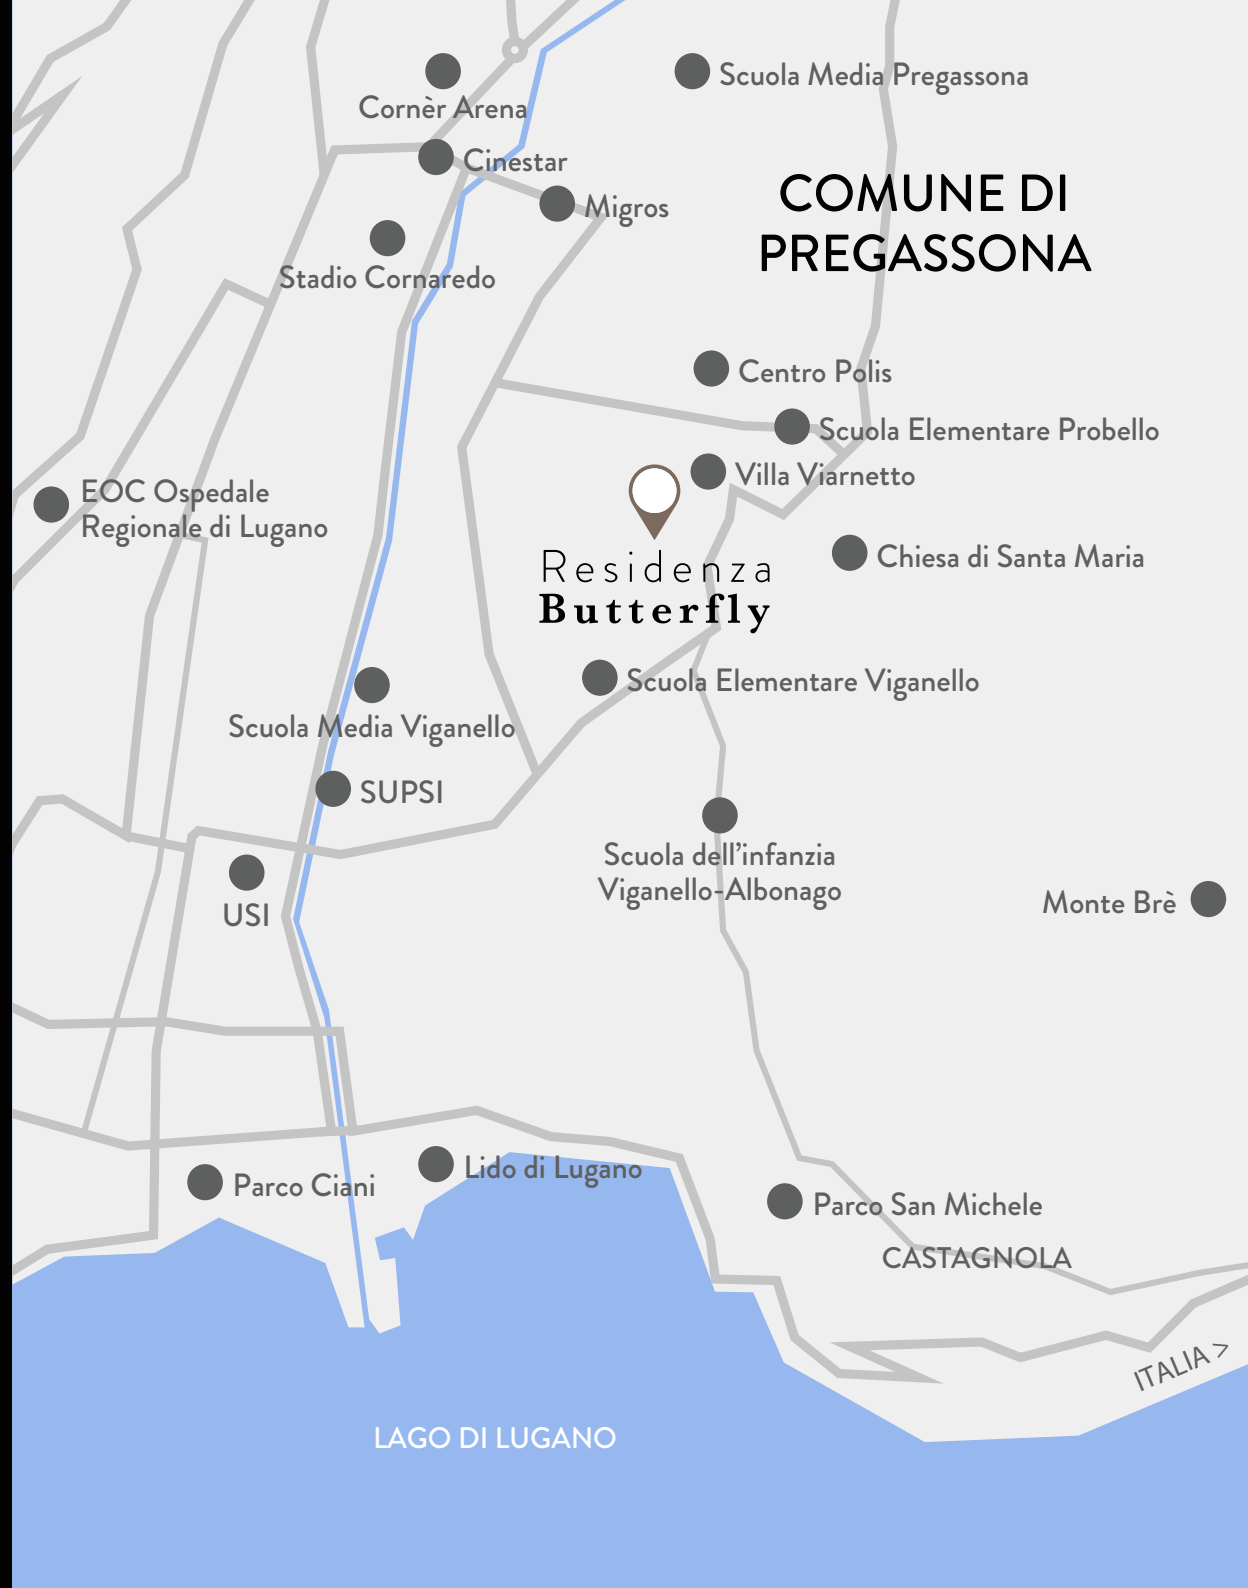 Scuola Media Pregassona
Cornèr Arena
Cinestar
Migros
COMUNE DI
PREGASSONA
Stadio Cornaredo
Centro Polis
Scuola Elementare Probello
Villa Viarnetto
EOC Ospedale
Regionale di Lugano
Chiesa di Santa Maria
Residenza
Butterfly
Scuola Elementare Viganello
Scuola Media Viganello
SUPSI
Scuola dell’infanzia
Viganello-Albonago
USI
Monte Brè
Lido di Lugano
Parco Ciani
Parco San Michele
CASTAGNOLA
ITALIA >
LAGO DI LUGANO